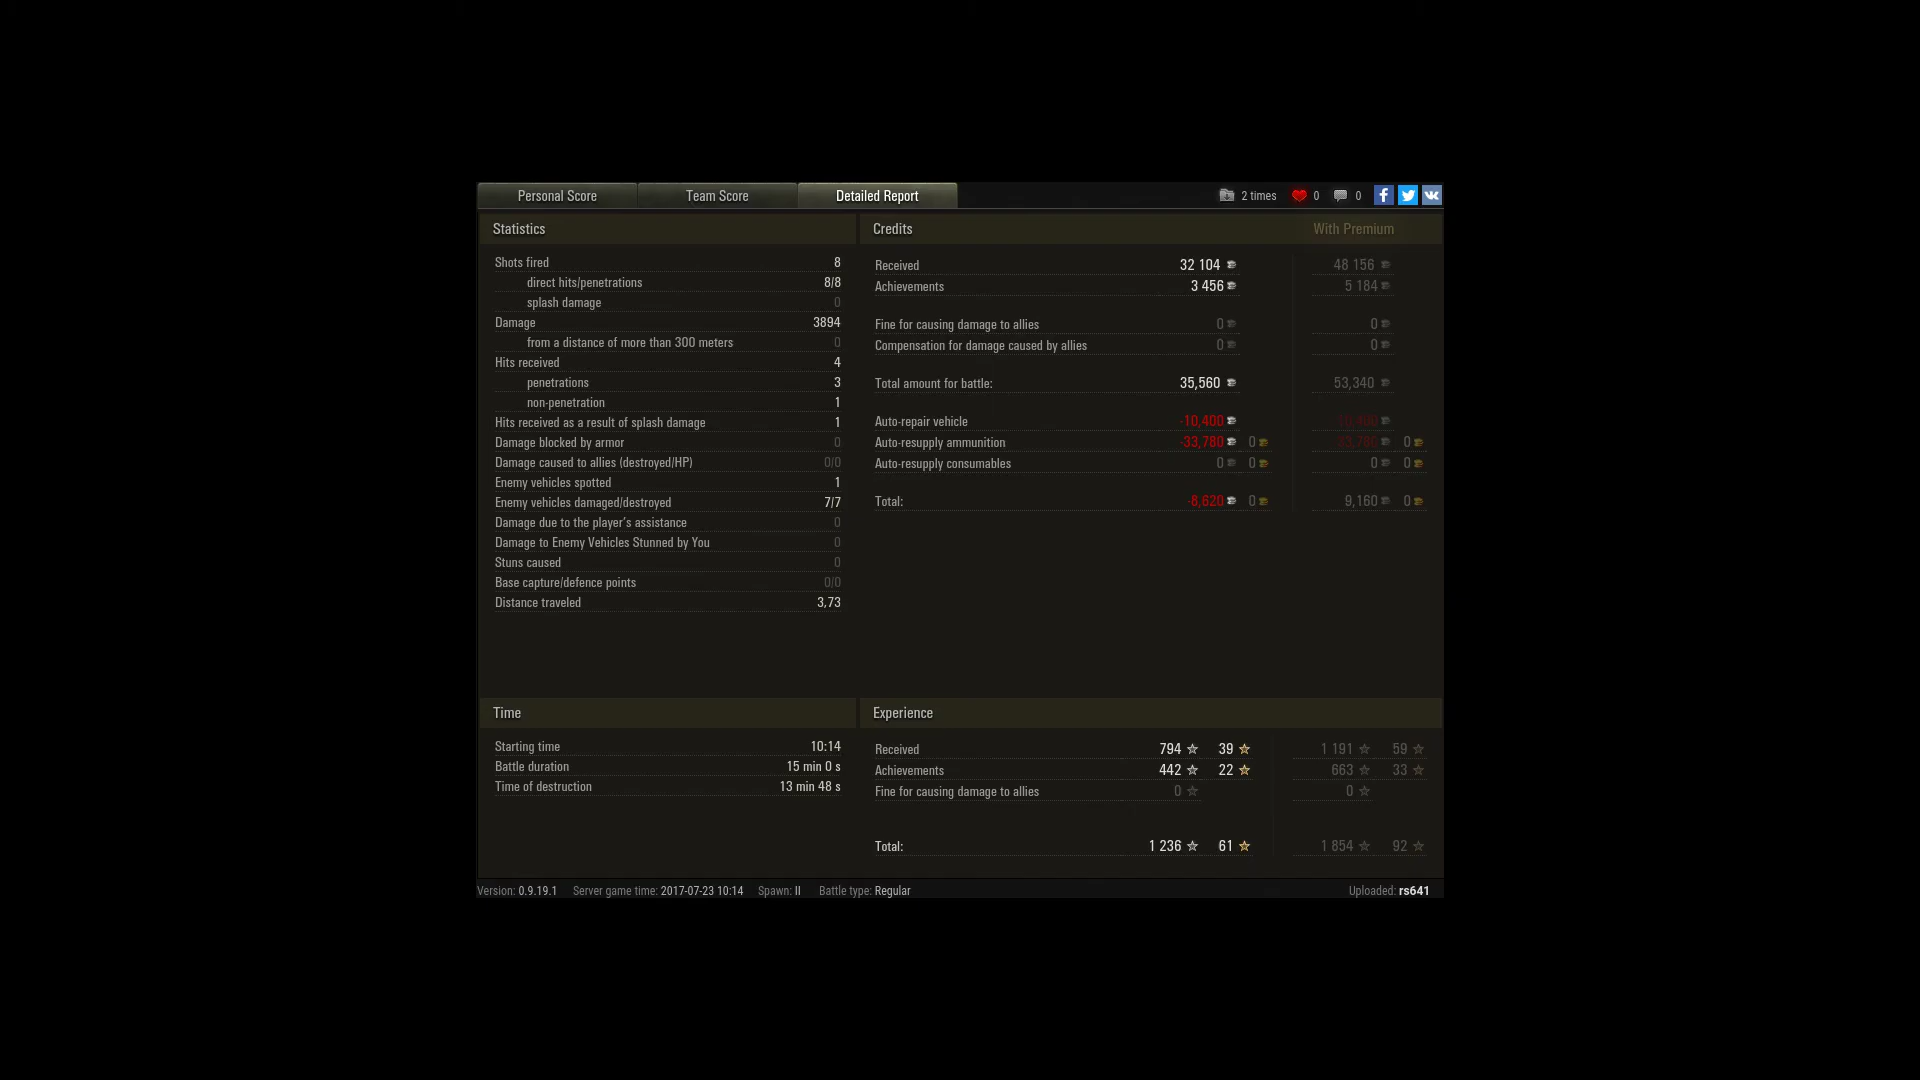 Personal Score Team Score Detailed Report 2 times 0 0
Statistics
Shots fired 8
direct hits/penetrations 8/8
splash damage 0
Damage 3894
from a distance of more than 300 meters 0
Hits received 4
penetrations 3
non-penetration 1
Hits received as a result of splash damage 1
Damage blocked by armor 0
Damage caused to allies (destroyed/HP) 0/0
Enemy vehicles spotted 1
Enemy vehicles damaged/destroyed 7/7
Damage due to the player's assistance 0
Damage to Enemy Vehicles Stunned by You 0
Stuns caused 0
Base capture/defence points 0/0
Distance traveled 3,73
Credits With Premium
Received 32 104 48 156
Achievements 3 456 5 184
Fine for causing damage to allies 0 0
Compensation for damage caused by allies 0 0
Total amount for battle: 35,560 53,340
Auto-repair vehicle -10,400 -10,400
Auto-resupply ammunition -33,780 0 -33,780 0
Auto-resupply consumables 0 0 0 0
Total: -8,620 0 9,160 0
Time
Starting time 10:14
Battle duration 15 min 0 s
Time of destruction 13 min 48 s
Experience
Received 794 39 1 191 59
Achievements 442 22 663 33
Fine for causing damage to allies 0 0
Total: 1 236 61 1 854 92
Version: 0.9.19.1 Server game time: 2017-07-23 10:14 Spawn: II Battle type: Regular Uploaded: rs641